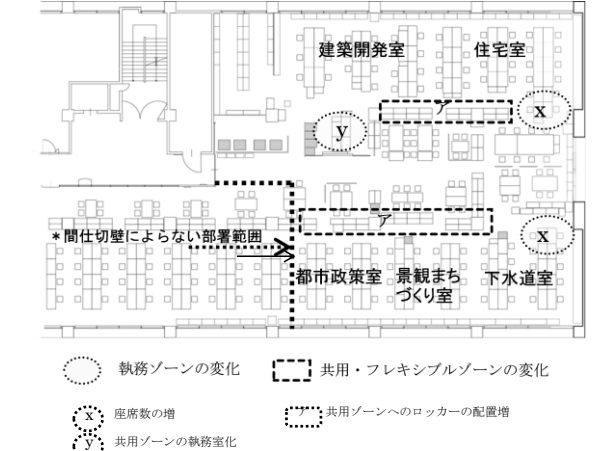 建築開発室 住宅室
ア x
y
ア
*間仕切壁によらない部署範囲 x
都市政策室 景観まち
づくり室 下水道室
執務ゾーンの変化 共用・フレキシブルゾーンの変化
x 座席数の増 ア 共用ゾーンへのロッカーの配置増
y 共用ゾーンの執務室化